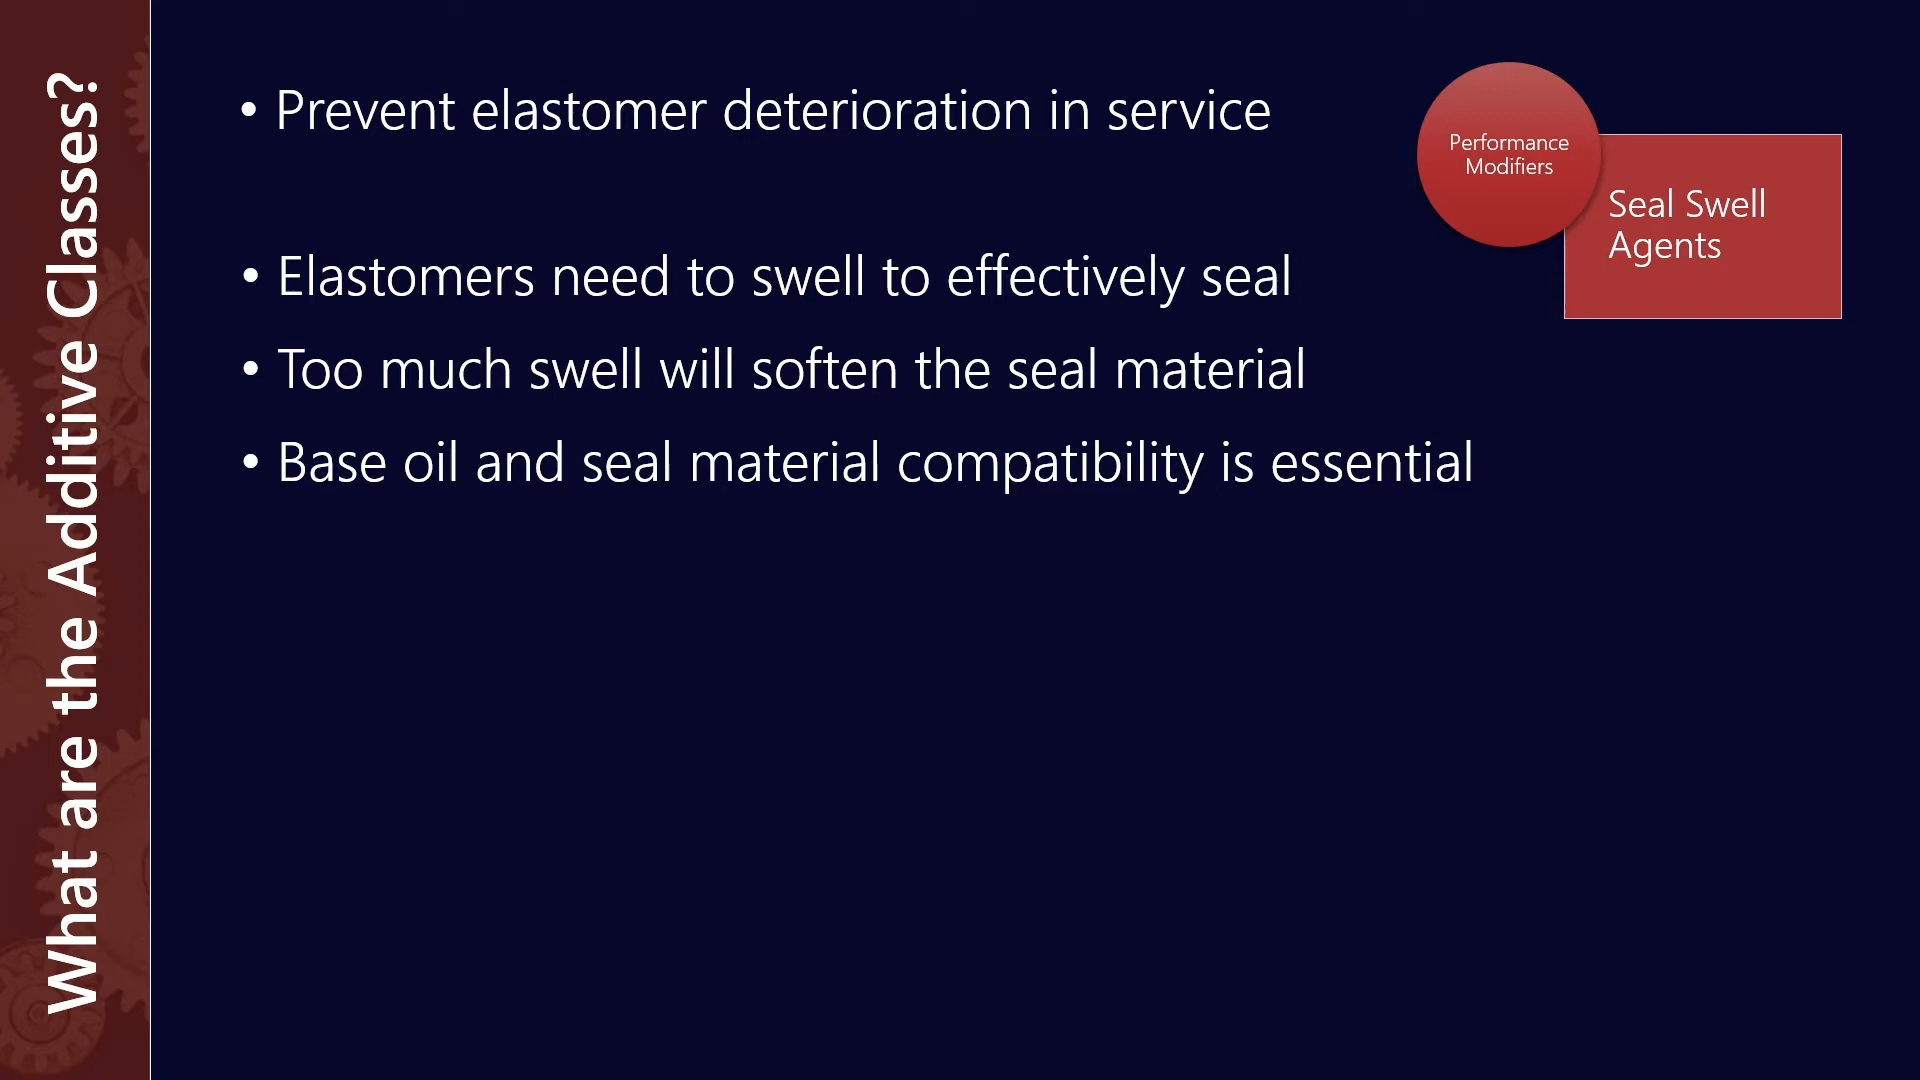 What are the Additive Classes?
• Prevent elastomer deterioration in service
• Elastomers need to swell to effectively seal
• Too much swell will soften the seal material
• Base oil and seal material compatibility is essential
Performance
Modifiers
Seal Swell
Agents